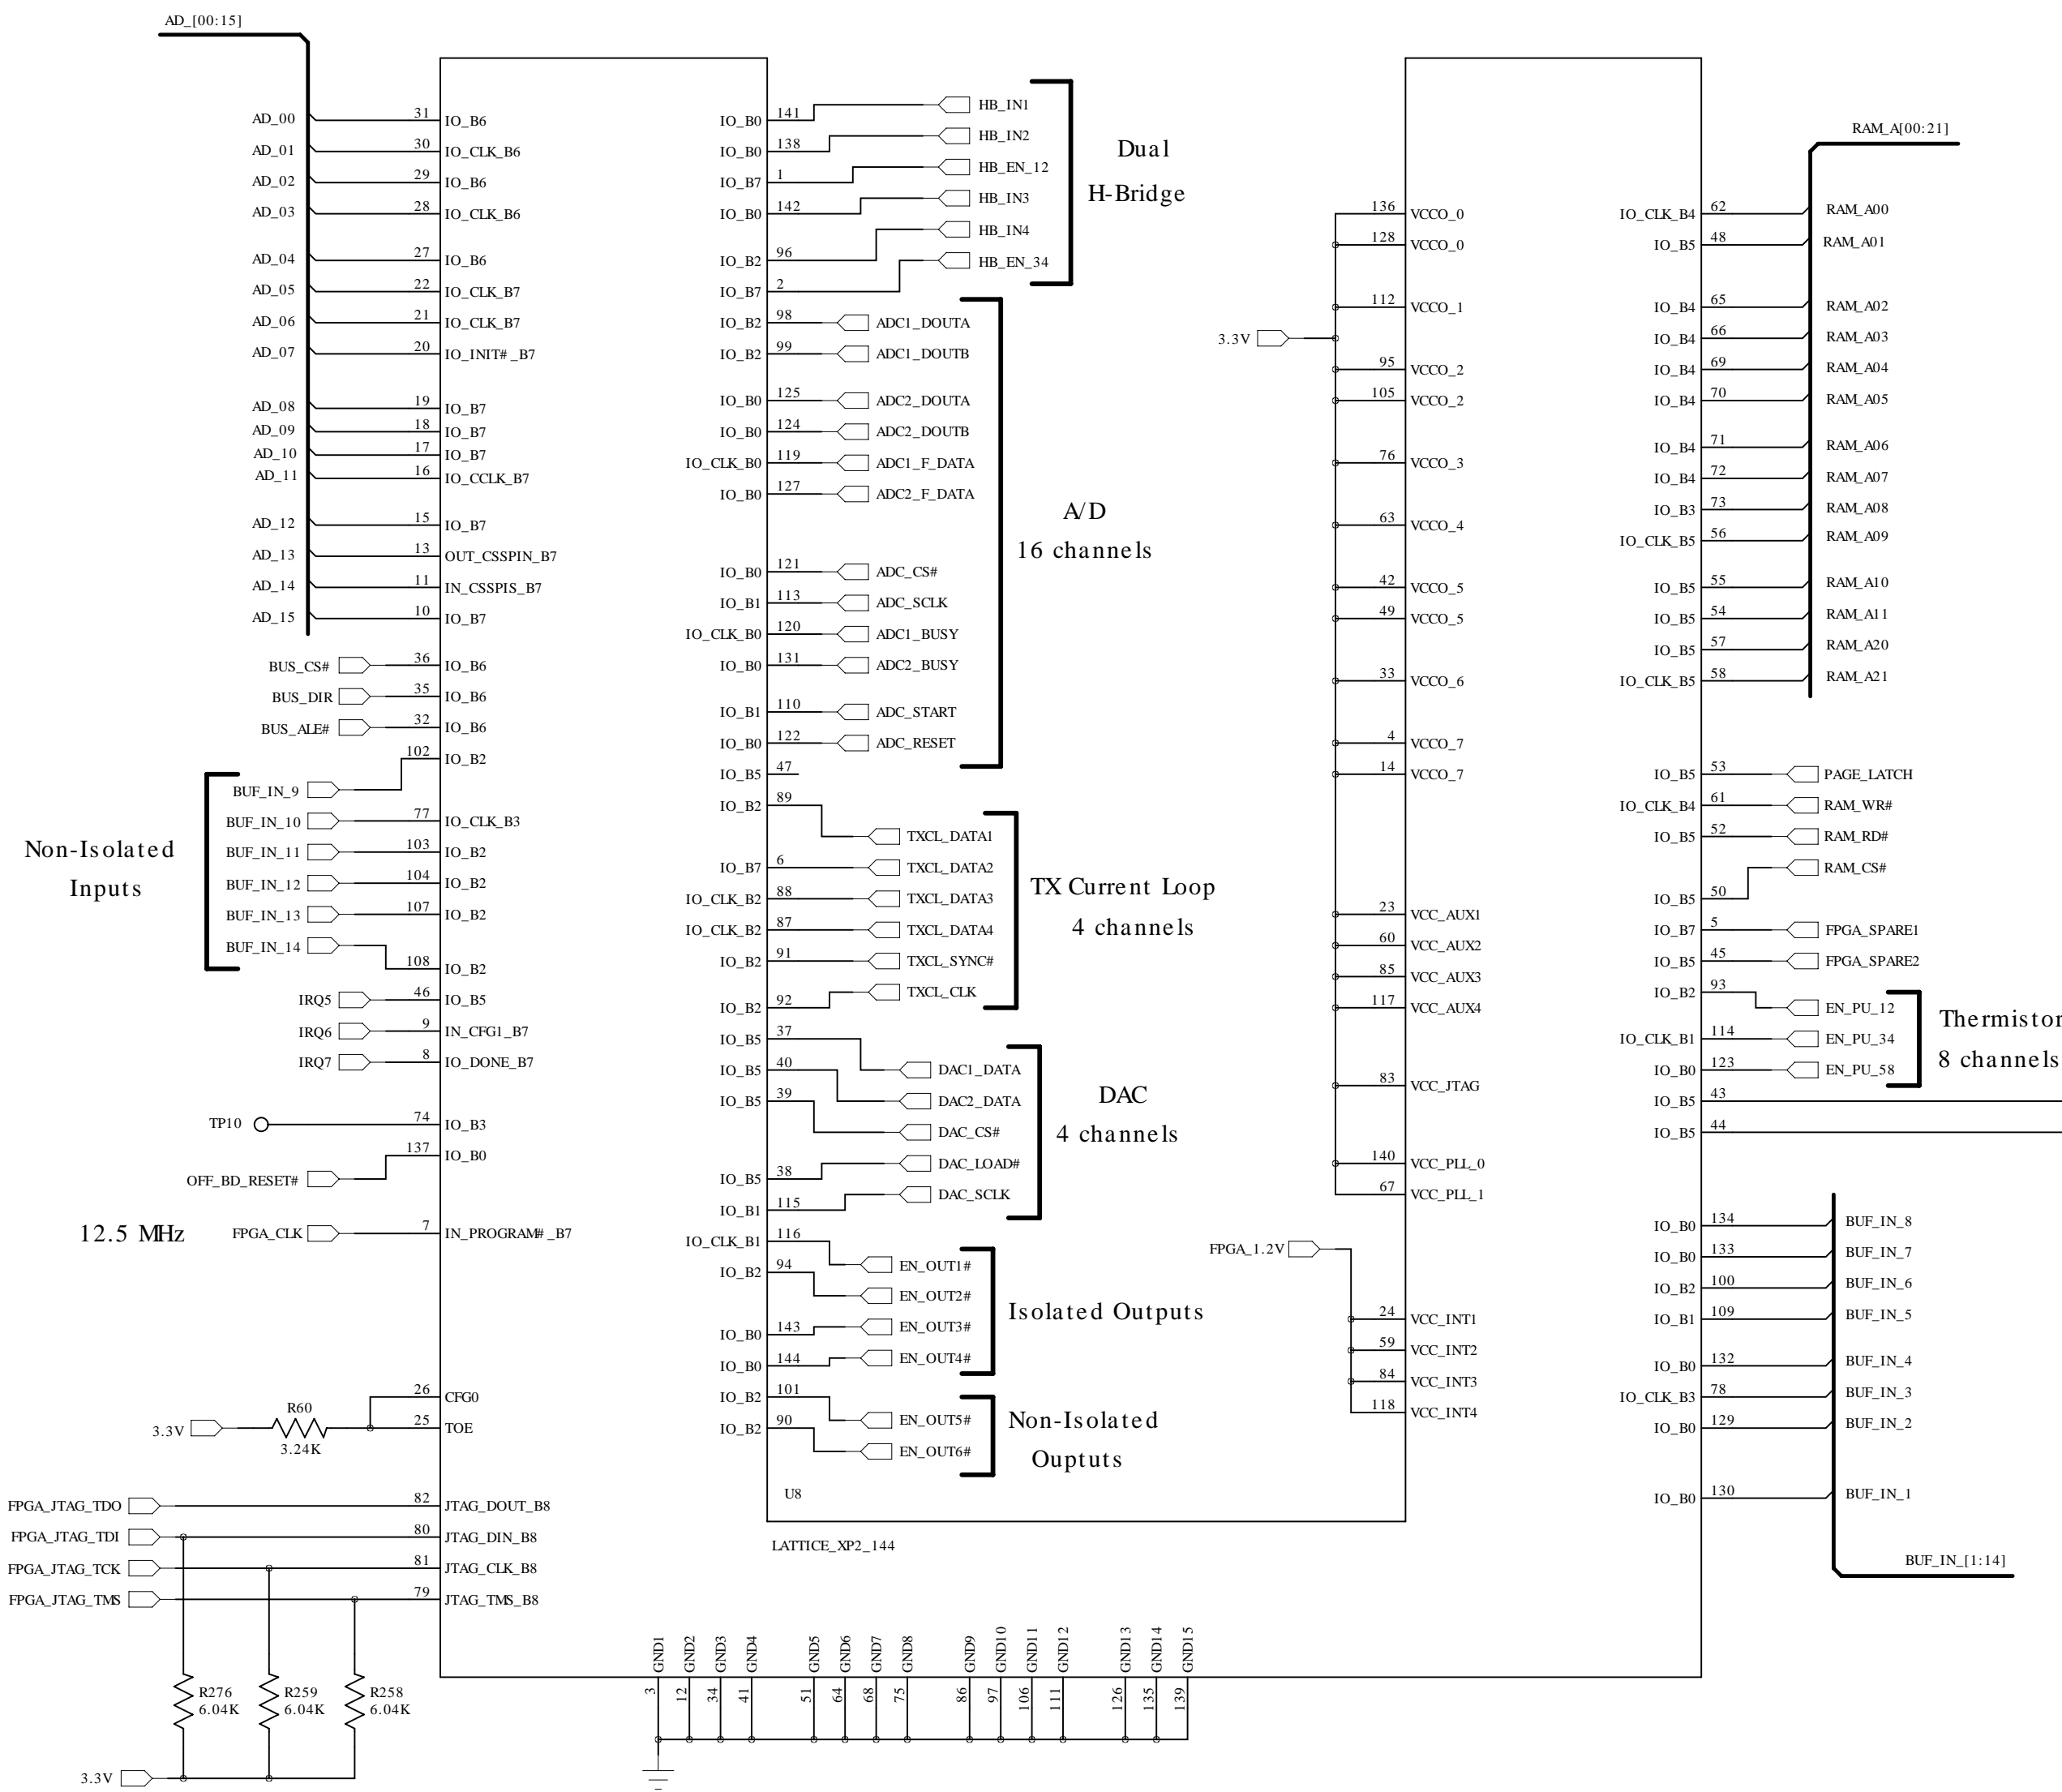 AD_[00:15]
AD_00 31 IO_B6
AD_01 30 IO_CLK_B6
AD_02 29 IO_B6
AD_03 28 IO_CLK_B6
AD_04 27 IO_B6
AD_05 22 IO_CLK_B7
AD_06 21 IO_CLK_B7
AD_07 20 IO_INIT#_B7
AD_08 19 IO_B7
AD_09 18 IO_B7
AD_10 17 IO_B7
AD_11 16 IO_CCLK_B7
AD_12 15 IO_B7
AD_13 13 OUT_CSSPIN_B7
AD_14 11 IN_CSSPIS_B7
AD_15 10 IO_B7
BUS_CS# 36 IO_B6
BUS_DIR 35 IO_B6
BUS_ALE# 32 IO_B6
BUF_IN_9 102 IO_B2
BUF_IN_10 77 IO_CLK_B3
BUF_IN_11 103 IO_B2
BUF_IN_12 104 IO_B2
BUF_IN_13 107 IO_B2
BUF_IN_14 108 IO_B2
Non-Isolated
Inputs
IRQ5 46 IO_B5
IRQ6 9 IN_CFG1_B7
IRQ7 8 IO_DONE_B7
TP10 74 IO_B3
OFF_BD_RESET# 137 IO_B0
12.5 MHz
FPGA_CLK 7 IN_PROGRAM#_B7
26 CFG0
3.3V R60 3.24K 25 TOE
FPGA_JTAG_TDO 82 JTAG_DOUT_B8
FPGA_JTAG_TDI 80 JTAG_DIN_B8
FPGA_JTAG_TCK 81 JTAG_CLK_B8
FPGA_JTAG_TMS 79 JTAG_TMS_B8
R276 6.04K
R259 6.04K
R258 6.04K
3.3V
IO_B0 141 HB_IN1
IO_B0 138 HB_IN2
IO_B7 1 HB_EN_12
IO_B0 142 HB_IN3
IO_B2 96 HB_IN4
IO_B7 2 HB_EN_34
Dual
H-Bridge
IO_B2 98 ADC1_DOUTA
IO_B2 99 ADC1_DOUTB
IO_B0 125 ADC2_DOUTA
IO_B0 124 ADC2_DOUTB
IO_CLK_B0 119 ADC1_F_DATA
IO_B0 127 ADC2_F_DATA
IO_B0 121 ADC_CS#
IO_B1 113 ADC_SCLK
IO_CLK_B0 120 ADC1_BUSY
IO_B0 131 ADC2_BUSY
IO_B1 110 ADC_START
IO_B0 122 ADC_RESET
A/D
16 channels
IO_B5 47
IO_B2 89 TXCL_DATA1
IO_B7 6 TXCL_DATA2
IO_CLK_B2 88 TXCL_DATA3
IO_CLK_B2 87 TXCL_DATA4
IO_B2 91 TXCL_SYNC#
IO_B2 92 TXCL_CLK
TX Current Loop
4 channels
IO_B5 37 DAC1_DATA
IO_B5 40 DAC2_DATA
IO_B5 39 DAC_CS#
IO_B5 38 DAC_LOAD#
IO_B1 115 DAC_SCLK
DAC
4 channels
IO_CLK_B1 116 EN_OUT1#
IO_B2 94 EN_OUT2#
IO_B0 143 EN_OUT3#
IO_B0 144 EN_OUT4#
Isolated Outputs
IO_B2 101 EN_OUT5#
IO_B2 90 EN_OUT6#
Non-Isolated
Ouptuts
U8
LATTICE_XP2_144
3 GND1
12 GND2
34 GND3
41 GND4
51 GND5
64 GND6
68 GND7
75 GND8
86 GND9
97 GND10
106 GND11
111 GND12
126 GND13
135 GND14
139 GND15
3.3V
136 VCCO_0
128 VCCO_0
112 VCCO_1
95 VCCO_2
105 VCCO_2
76 VCCO_3
63 VCCO_4
42 VCCO_5
49 VCCO_5
33 VCCO_6
4 VCCO_7
14 VCCO_7
23 VCC_AUX1
60 VCC_AUX2
85 VCC_AUX3
117 VCC_AUX4
83 VCC_JTAG
140 VCC_PLL_0
67 VCC_PLL_1
FPGA_1.2V
24 VCC_INT1
59 VCC_INT2
84 VCC_INT3
118 VCC_INT4
RAM_A[00:21]
IO_CLK_B4 62 RAM_A00
IO_B5 48 RAM_A01
IO_B4 65 RAM_A02
IO_B4 66 RAM_A03
IO_B4 69 RAM_A04
IO_B4 70 RAM_A05
IO_B4 71 RAM_A06
IO_B4 72 RAM_A07
IO_B3 73 RAM_A08
IO_CLK_B5 56 RAM_A09
IO_B5 55 RAM_A10
IO_B5 54 RAM_A11
IO_B5 57 RAM_A20
IO_CLK_B5 58 RAM_A21
IO_B5 53 PAGE_LATCH
IO_CLK_B4 61 RAM_WR#
IO_B5 52 RAM_RD#
IO_B5 50 RAM_CS#
IO_B7 5 FPGA_SPARE1
IO_B5 45 FPGA_SPARE2
IO_B2 93 EN_PU_12
IO_CLK_B1 114 EN_PU_34
IO_B0 123 EN_PU_58
Thermistor
8 channels
IO_B5 43
IO_B5 44
IO_B0 134 BUF_IN_8
IO_B0 133 BUF_IN_7
IO_B2 100 BUF_IN_6
IO_B1 109 BUF_IN_5
IO_B0 132 BUF_IN_4
IO_CLK_B3 78 BUF_IN_3
IO_B0 129 BUF_IN_2
IO_B0 130 BUF_IN_1
BUF_IN_[1:14]